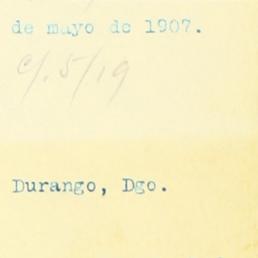 de mayo de 1907.
c/. 5/19
Durango, Dgo.